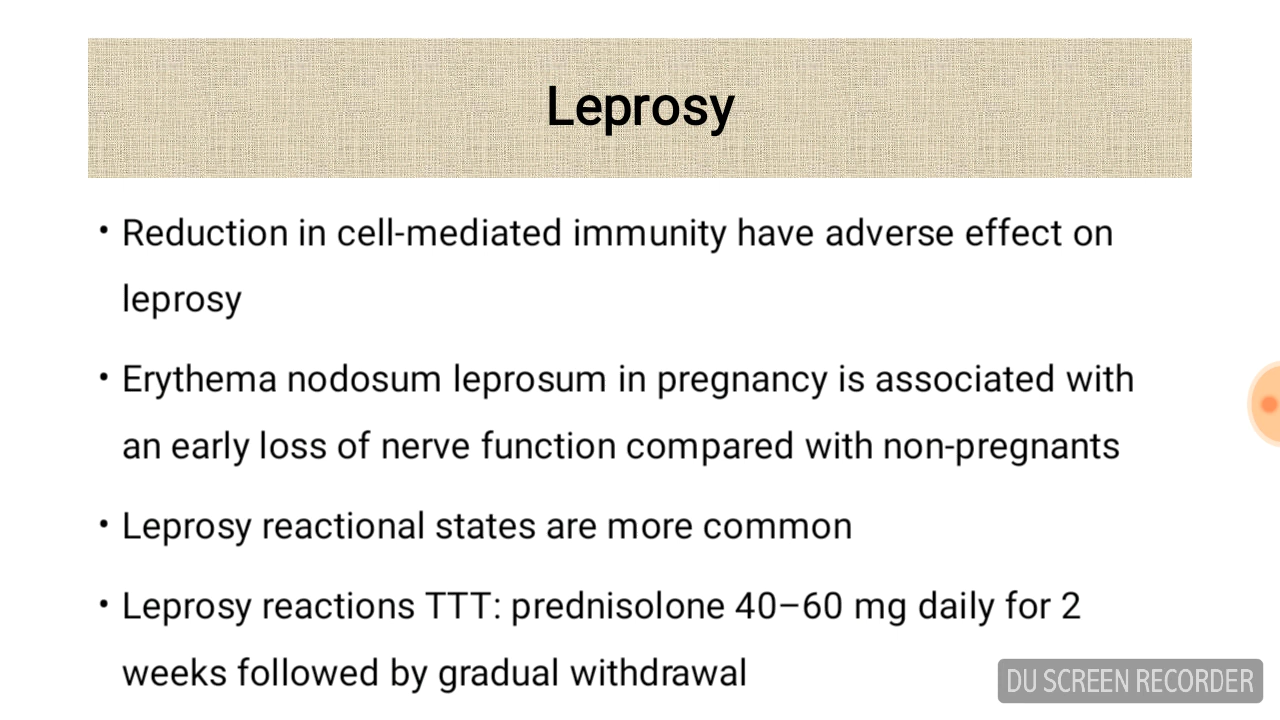 Leprosy
• Reduction in cell-mediated immunity have adverse effect on
leprosy
• Erythema nodosum leprosum in pregnancy is associated with
an early loss of nerve function compared with non-pregnants
• Leprosy reactional states are more common
• Leprosy reactions TTT: prednisolone 40–60 mg daily for 2
weeks followed by gradual withdrawal
DU SCREEN RECORDER